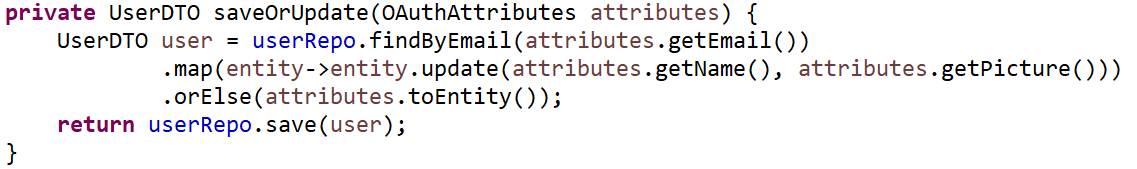 private UserDTO saveOrUpdate(OAuthAttributes attributes) {
    UserDTO user = userRepo.findByEmail(attributes.getEmail())
            .map(entity->entity.update(attributes.getName(), attributes.getPicture()))
            .orElse(attributes.toEntity());
    return userRepo.save(user);
}